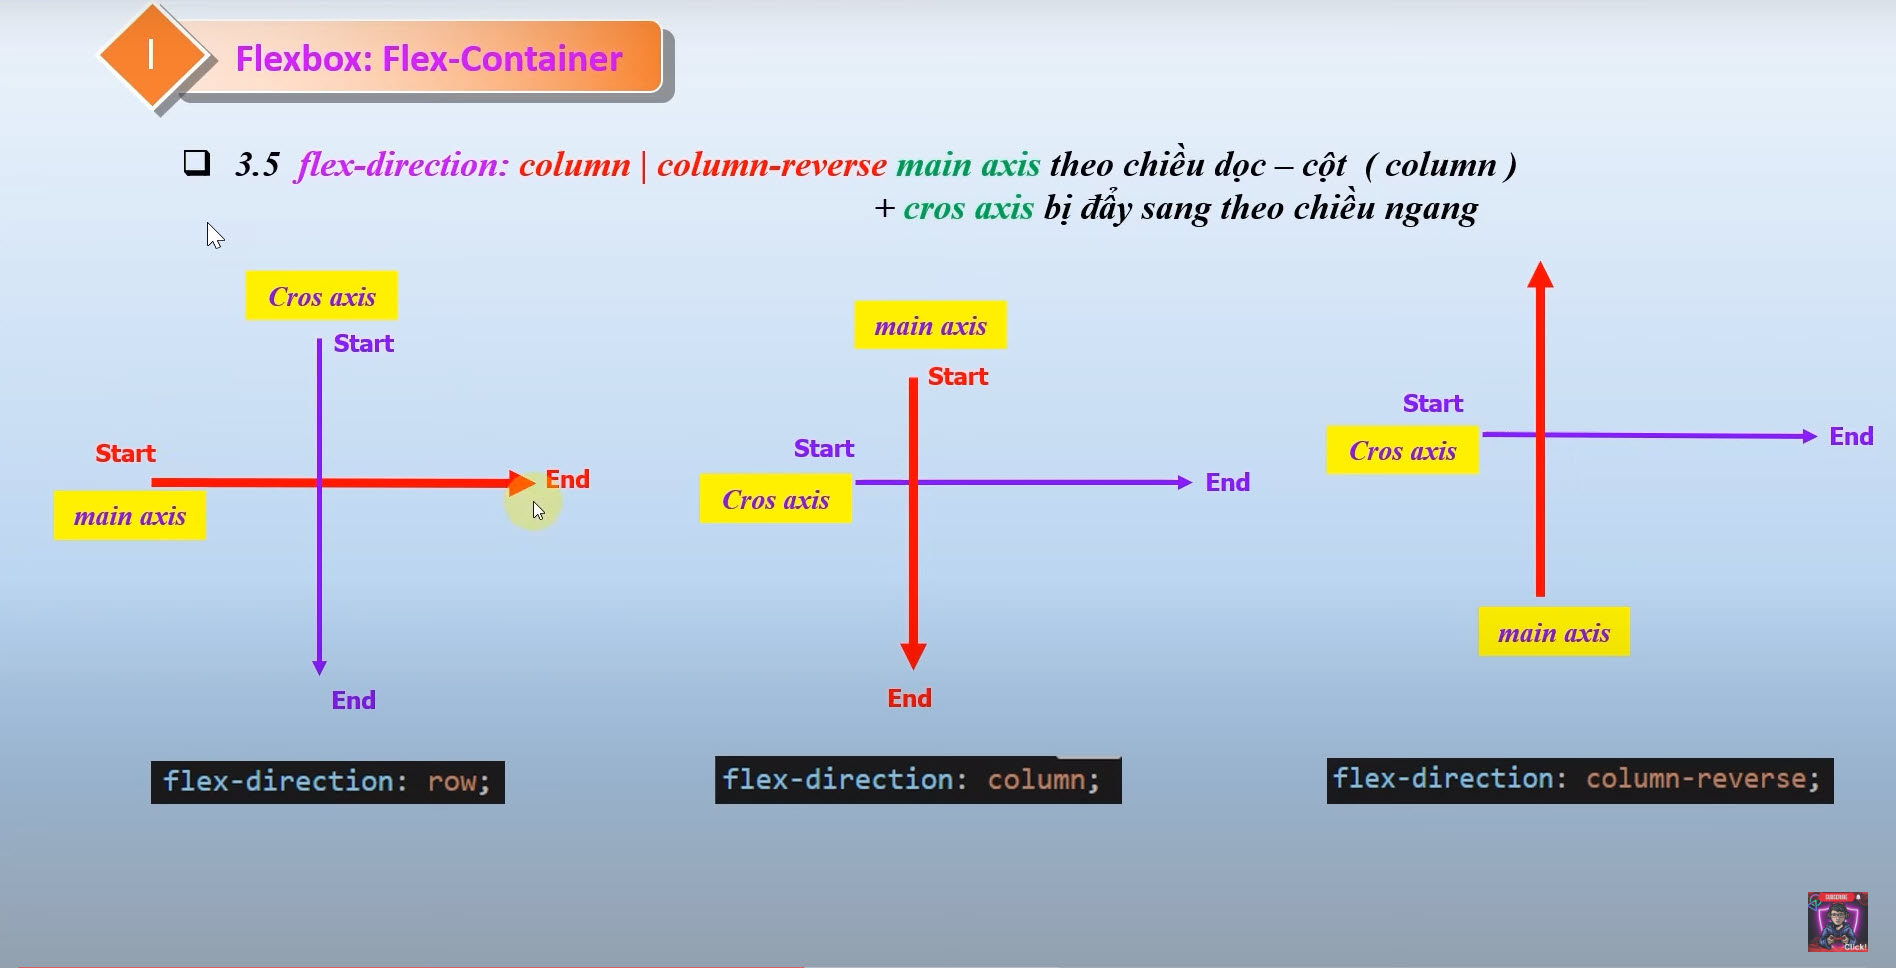 I
Flexbox: Flex-Container
3.5 flex-direction: column | column-reverse main axis theo chiều dọc – cột ( column )
+ cros axis bị đẩy sang theo chiều ngang
Cros axis
Start
Start
End
main axis
End
flex-direction: row;
main axis
Start
Start
Cros axis
End
End
flex-direction: column;
Start
Cros axis
End
main axis
flex-direction: column-reverse;
SUBSCRIBE
Click!